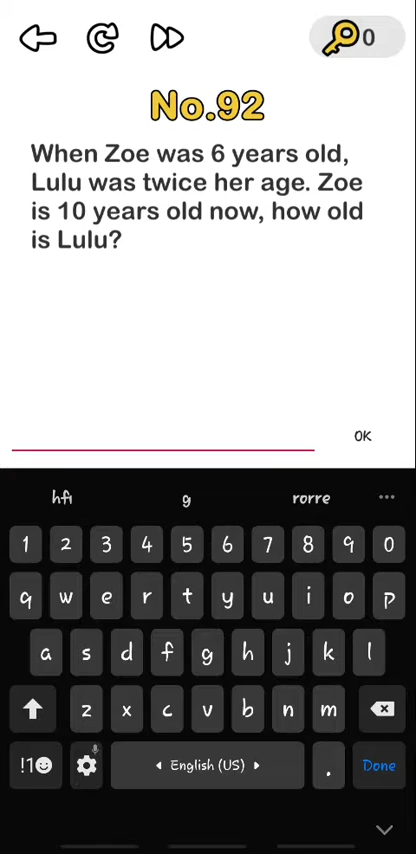 0
No.92
When Zoe was 6 years old,
Lulu was twice her age. Zoe
is 10 years old now, how old
is Lulu?
OK
hfi g rorre
1 2 3 4 5 6 7 8 9 0
q w e r t y u i o p
a s d f g h j k l
z x c v b n m
!1☻ English (US) . Done